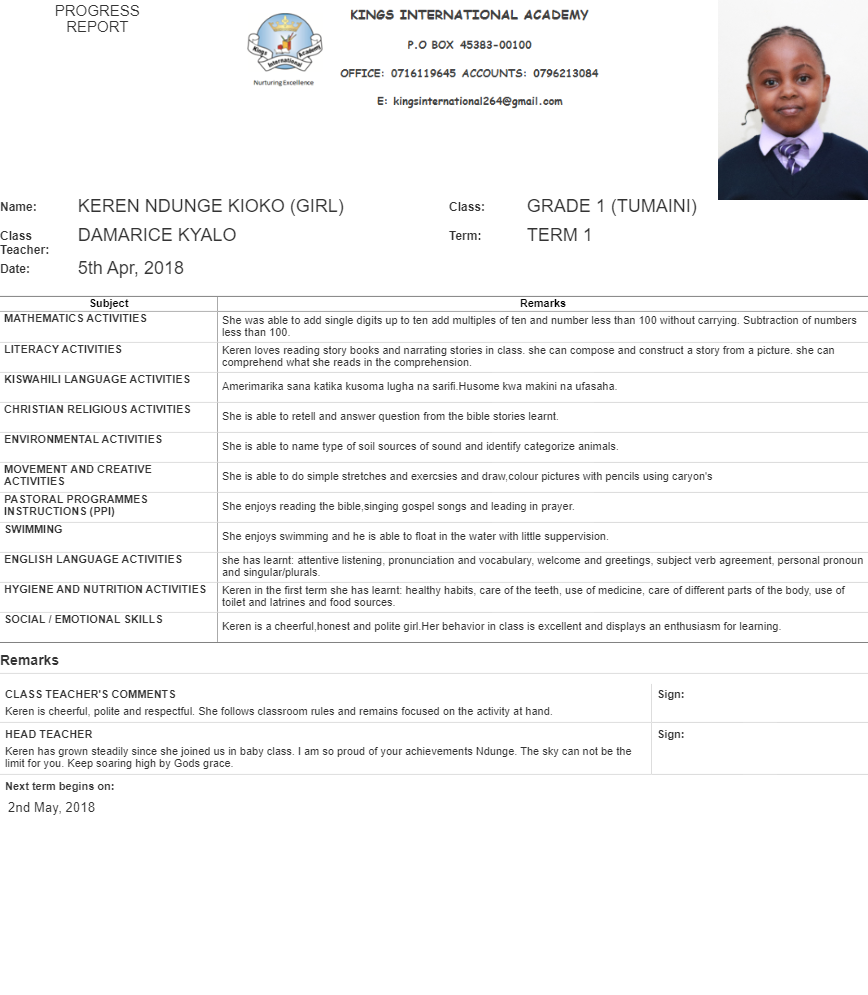 PROGRESS
REPORT
Kings International Academy
Nurturing Excellence
KINGS INTERNATIONAL ACADEMY
P.O BOX 45383-00100
OFFICE: 0716119645 ACCOUNTS: 0796213084
E: kingsinternational264@gmail.com
Name: KEREN NDUNGE KIOKO (GIRL) Class: GRADE 1 (TUMAINI)
Class Teacher: DAMARICE KYALO Term: TERM 1
Date: 5th Apr, 2018
Subject Remarks
MATHEMATICS ACTIVITIES She was able to add single digits up to ten add multiples of ten and number less than 100 without carrying. Subtraction of numbers
less than 100.
LITERACY ACTIVITIES Keren loves reading story books and narrating stories in class. she can compose and construct a story from a picture. she can
comprehend what she reads in the comprehension.
KISWAHILI LANGUAGE ACTIVITIES
Amerimarika sana katika kusoma lugha na sarifi.Husome kwa makini na ufasaha.
CHRISTIAN RELIGIOUS ACTIVITIES
She is able to retell and answer question from the bible stories learnt.
ENVIRONMENTAL ACTIVITIES
She is able to name type of soil sources of sound and identify categorize animals.
MOVEMENT AND CREATIVE
ACTIVITIES
She is able to do simple stretches and exercsies and draw,colour pictures with pencils using caryon's
PASTORAL PROGRAMMES
INSTRUCTIONS (PPI)
She enjoys reading the bible,singing gospel songs and leading in prayer.
SWIMMING
She enjoys swimming and he is able to float in the water with little suppervision.
ENGLISH LANGUAGE ACTIVITIES she has learnt: attentive listening, pronunciation and vocabulary, welcome and greetings, subject verb agreement, personal pronoun
and singular/plurals.
HYGIENE AND NUTRITION ACTIVITIES Keren in the first term she has learnt: healthy habits, care of the teeth, use of medicine, care of different parts of the body, use of
toilet and latrines and food sources.
SOCIAL / EMOTIONAL SKILLS
Keren is a cheerful,honest and polite girl.Her behavior in class is excellent and displays an enthusiasm for learning.
Remarks
CLASS TEACHER'S COMMENTS Sign:
Keren is cheerful, polite and respectful. She follows classroom rules and remains focused on the activity at hand.
HEAD TEACHER Sign:
Keren has grown steadily since she joined us in baby class. I am so proud of your achievements Ndunge. The sky can not be the
limit for you. Keep soaring high by Gods grace.
Next term begins on:
2nd May, 2018